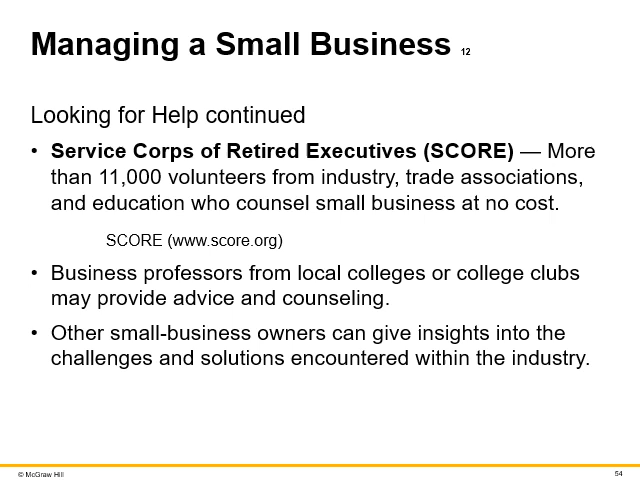 Managing a Small Business 12
Looking for Help continued
• Service Corps of Retired Executives (SCORE) — More
than 11,000 volunteers from industry, trade associations,
and education who counsel small business at no cost.
SCORE (www.score.org)
• Business professors from local colleges or college clubs
may provide advice and counseling.
• Other small-business owners can give insights into the
challenges and solutions encountered within the industry.
© McGraw Hill
54